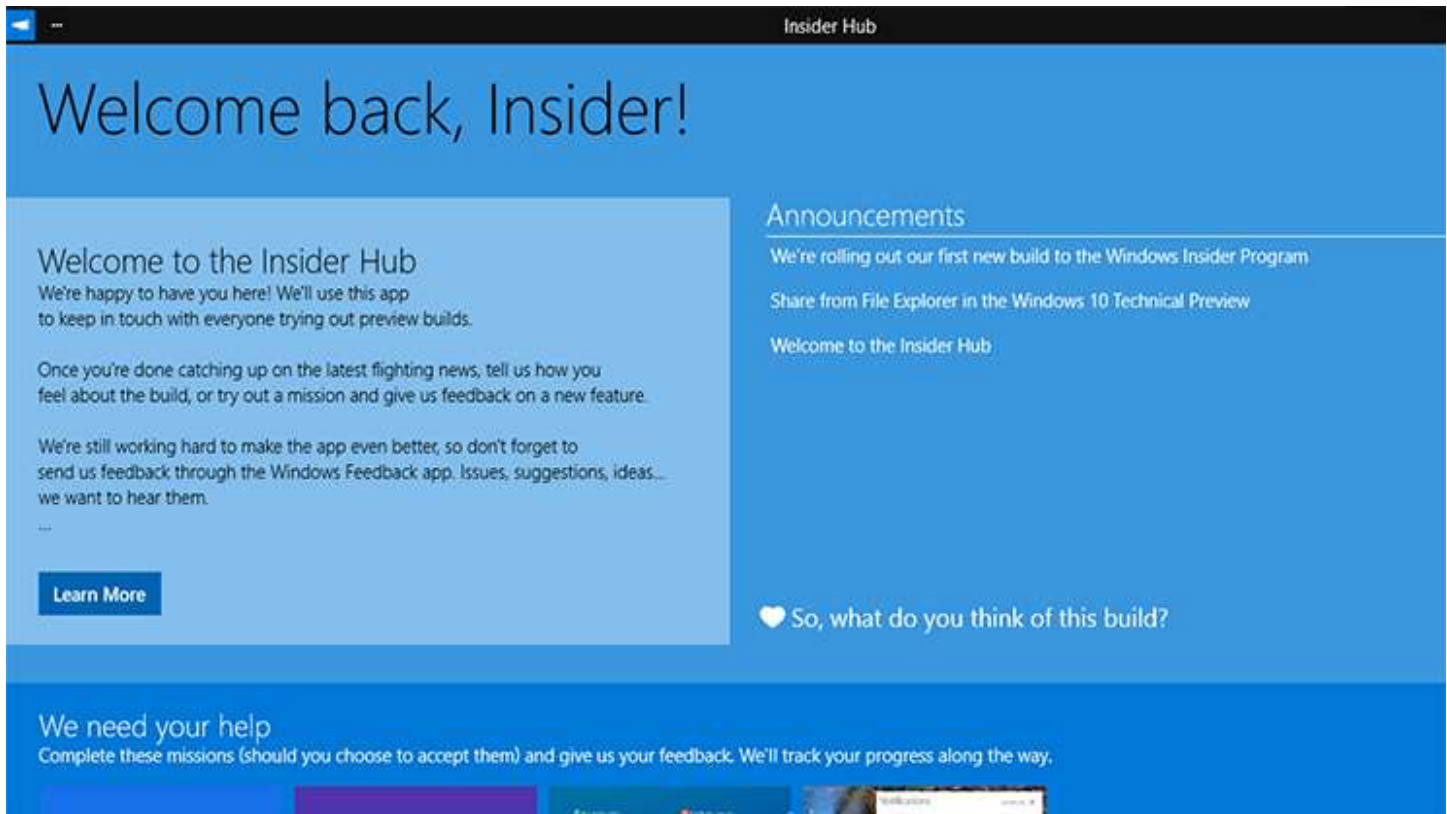 Insider Hub
Welcome back, Insider!
Welcome to the Insider Hub
We're happy to have you here! We'll use this app
to keep in touch with everyone trying out preview builds.
Once you're done catching up on the latest flighting news, tell us how you
feel about the build, or try out a mission and give us feedback on a new feature.
We're still working hard to make the app even better, so don't forget to
send us feedback through the Windows Feedback app. Issues, suggestions, ideas...
we want to hear them.
...
Learn More
Announcements
We're rolling out our first new build to the Windows Insider Program
Share from File Explorer in the Windows 10 Technical Preview
Welcome to the Insider Hub
So, what do you think of this build?
We need your help
Complete these missions (should you choose to accept them) and give us your feedback. We'll track your progress along the way.
Notifications